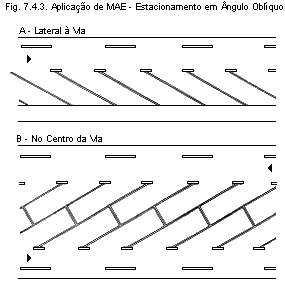 Fig. 7.4.3. Aplicação de MAE - Estacionamento em Ângulo Oblíquo
A - Lateral à Via
B - No Centro da Via